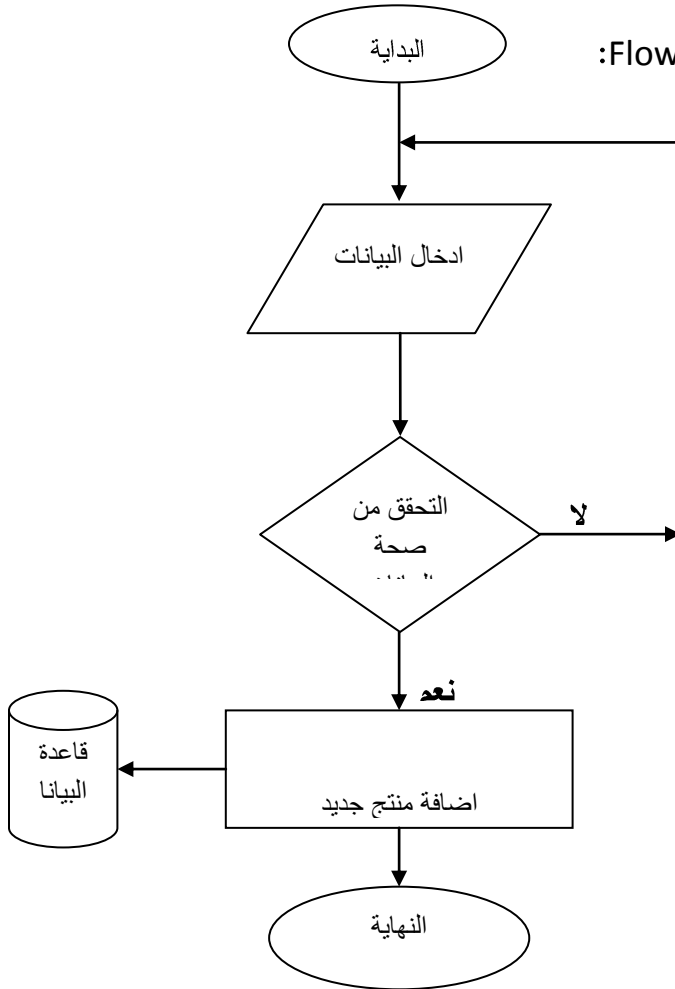 البداية
:Flow
ادخال البيانات
التحقق من
صحة
لا
نعم
قاعدة
البيانا
اضافة منتج جديد
النهاية